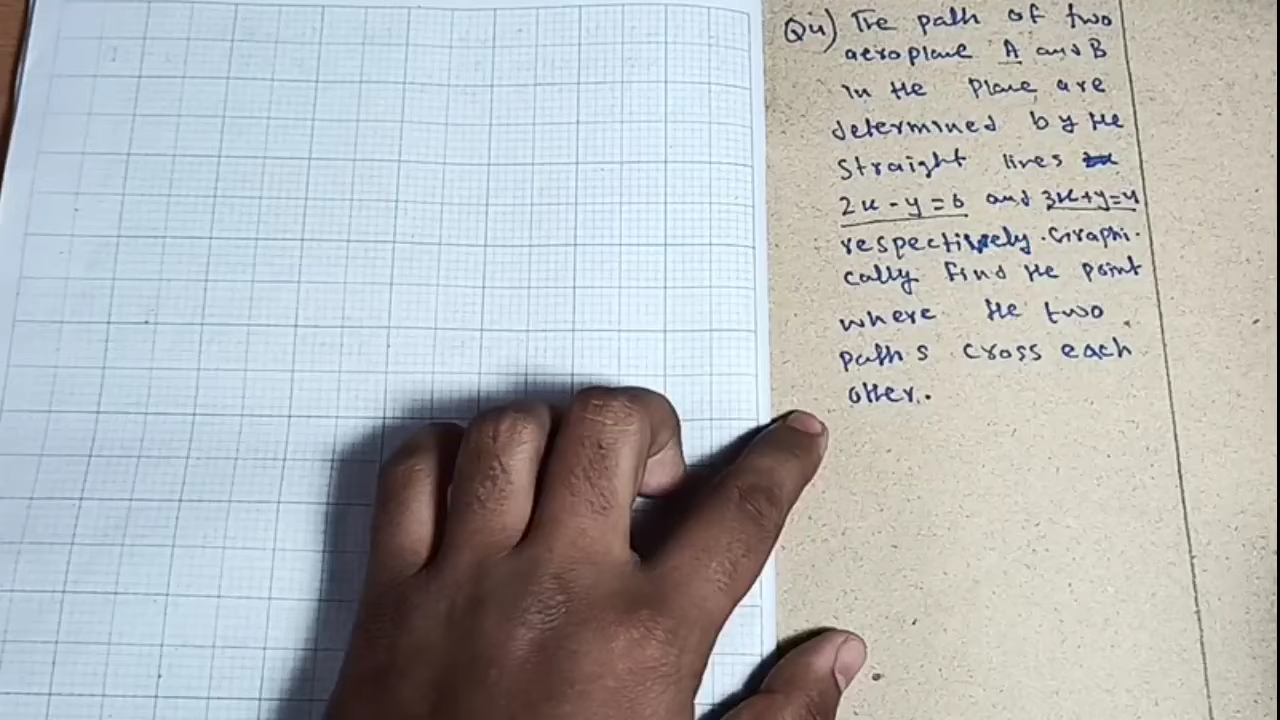 Q4) The path of two
aeroplane A and B
in the plane are
determined by the
straight lines
2x - y = 6 and 3x+y=4
respectively. Graphi-
cally find the point
where the two
paths cross each
other.